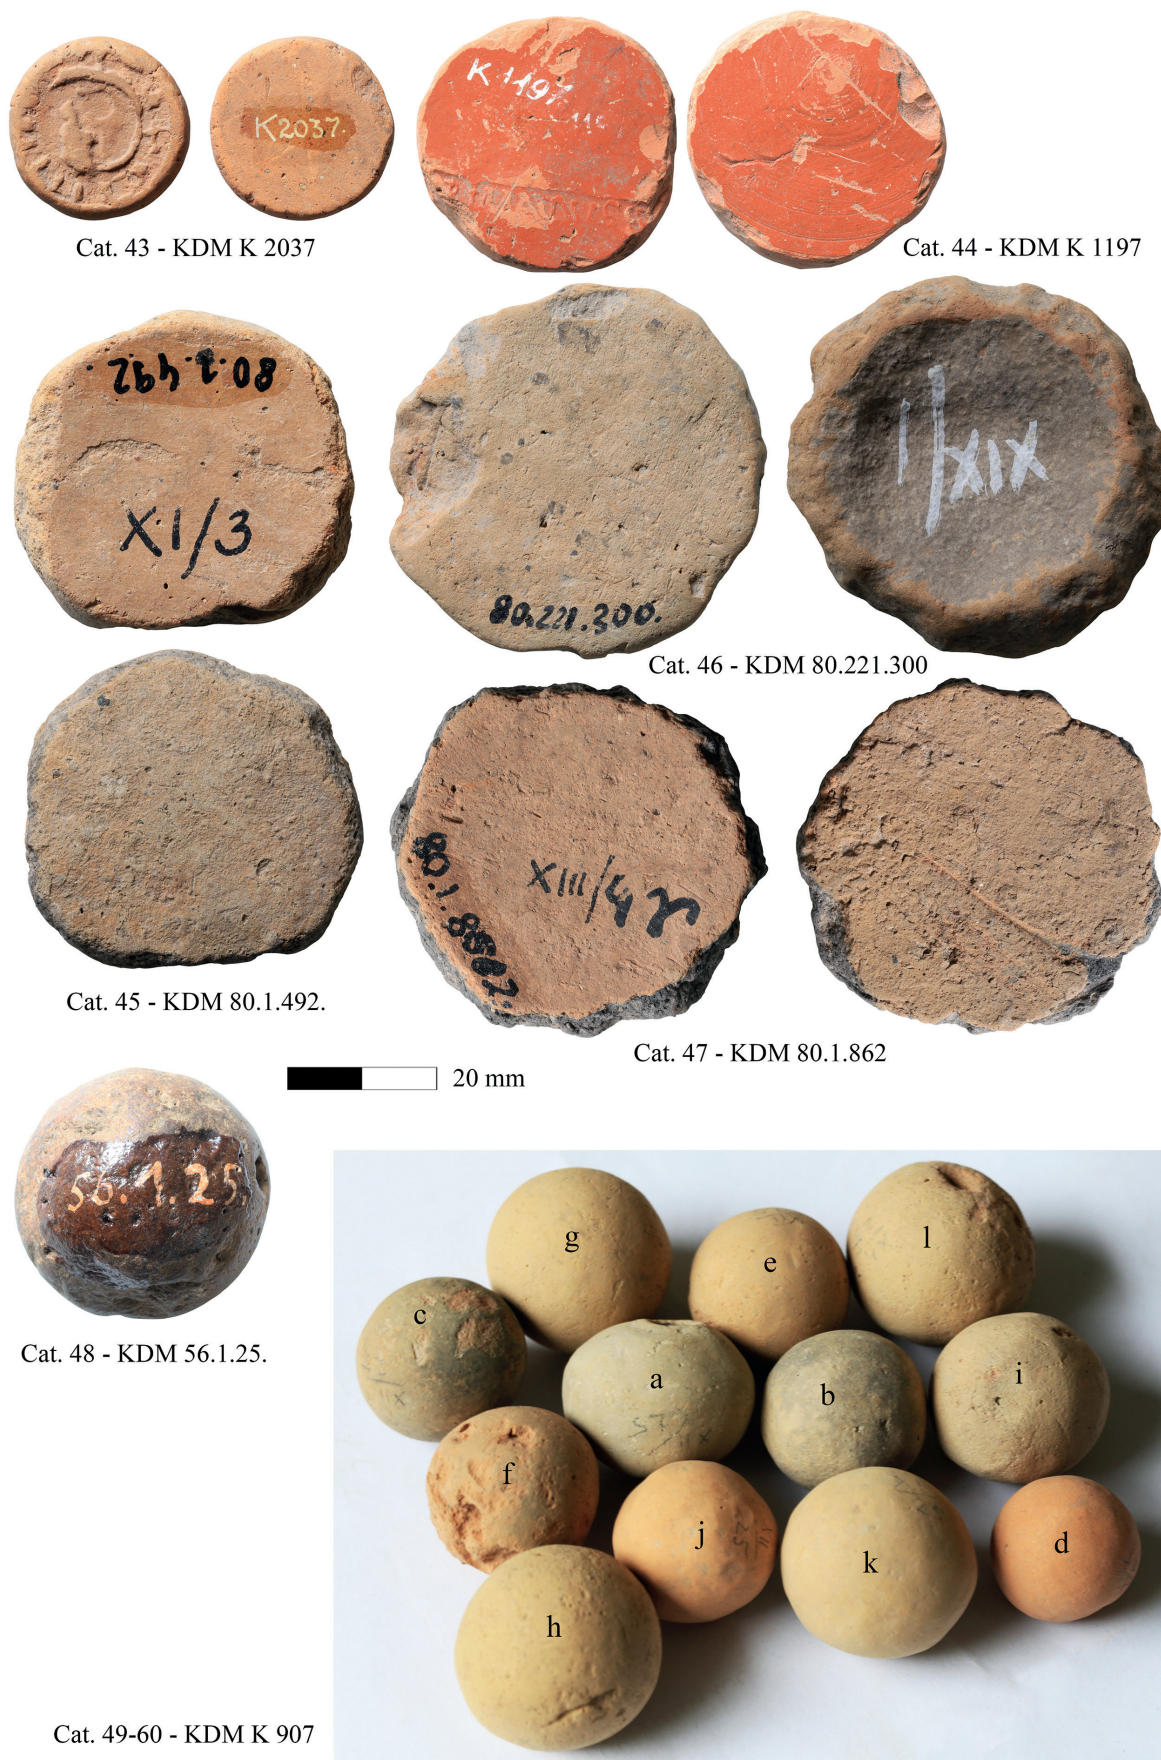 K2037.
K 1197
Cat. 43 - KDM K 2037
Cat. 44 - KDM K 1197
80.1.492.
XI/3
80.221.300.
I/XIX
Cat. 46 - KDM 80.221.300
80.1.862.
XIII/4
Cat. 45 - KDM 80.1.492.
Cat. 47 - KDM 80.1.862
20 mm
56.1.25.
Cat. 48 - KDM 56.1.25.
g
e
l
c
a
b
i
f
j
k
d
h
Cat. 49-60 - KDM K 907